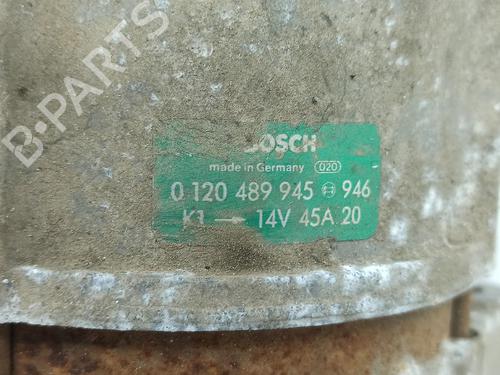 B-PARTS
BOSCH
made in Germany 020
0 120 489 945 946
K1 → 14V 45A 20